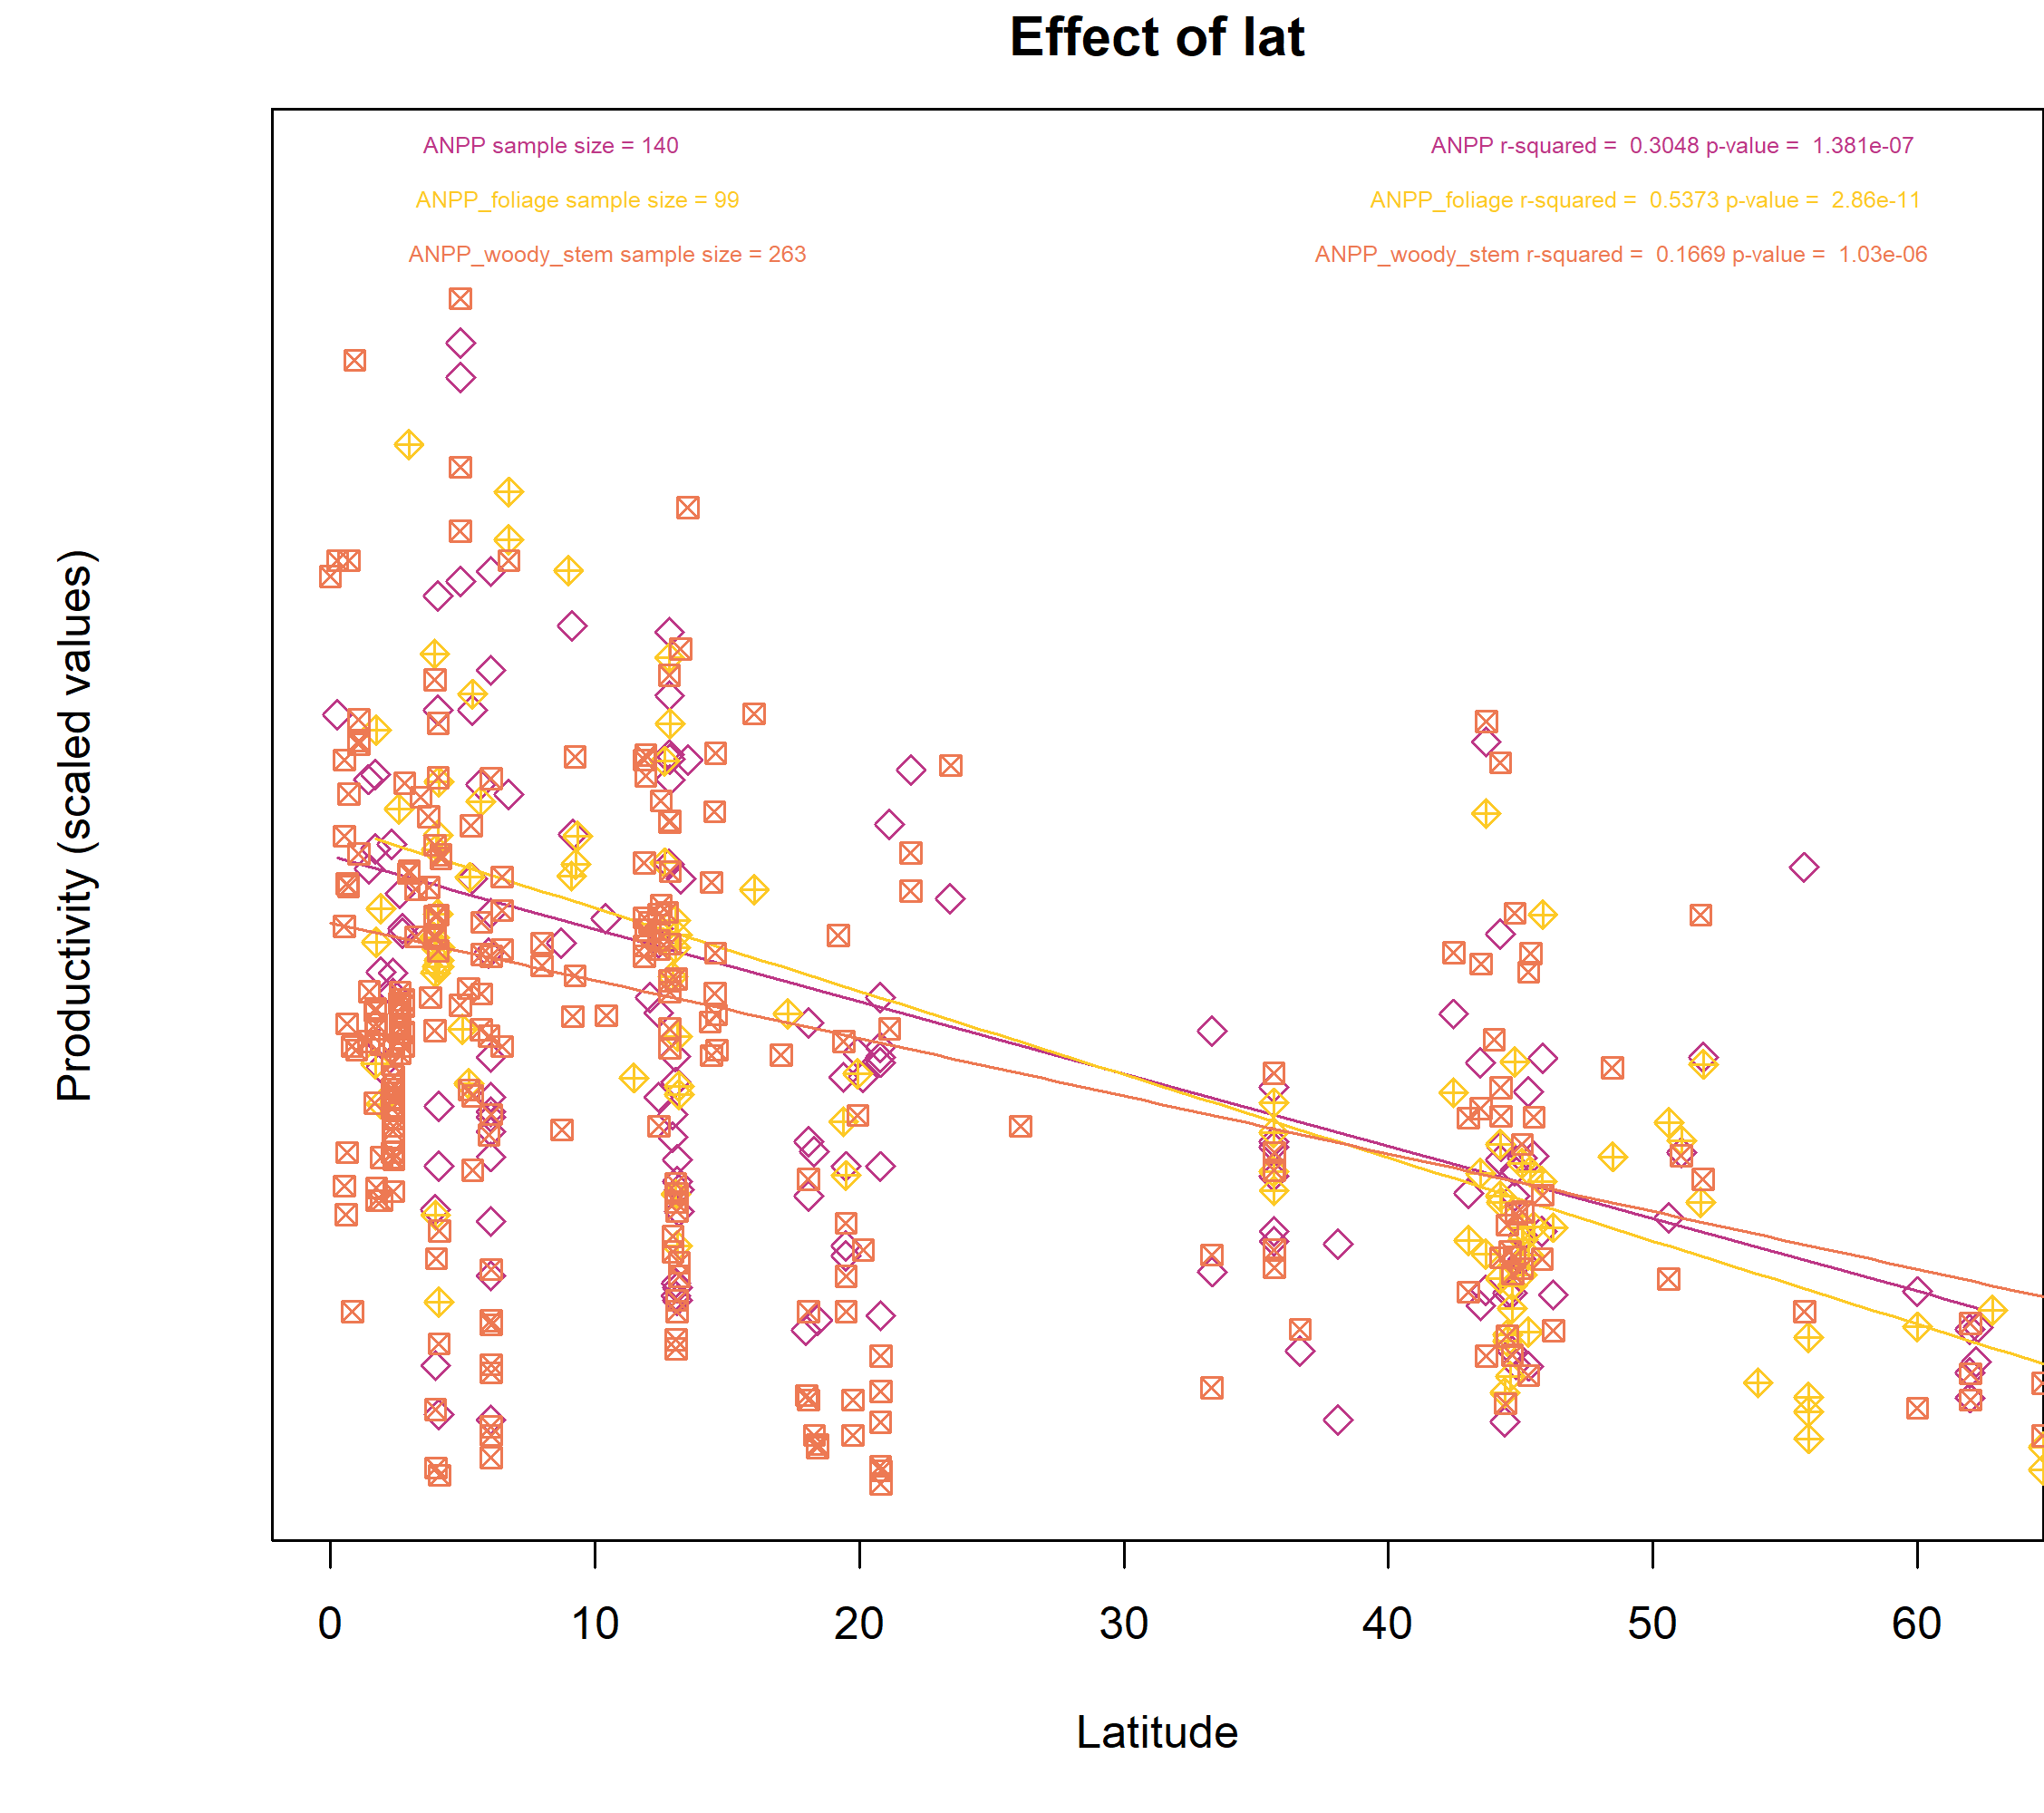 Effect of lat
ANPP sample size = 140
ANPP r-squared = 0.3048 p-value = 1.381e-07
ANPP_foliage sample size = 99
ANPP_foliage r-squared = 0.5373 p-value = 2.86e-11
ANPP_woody_stem sample size = 263
ANPP_woody_stem r-squared = 0.1669 p-value = 1.03e-06
Productivity (scaled values)
0 10 20 30 40 50 60
Latitude